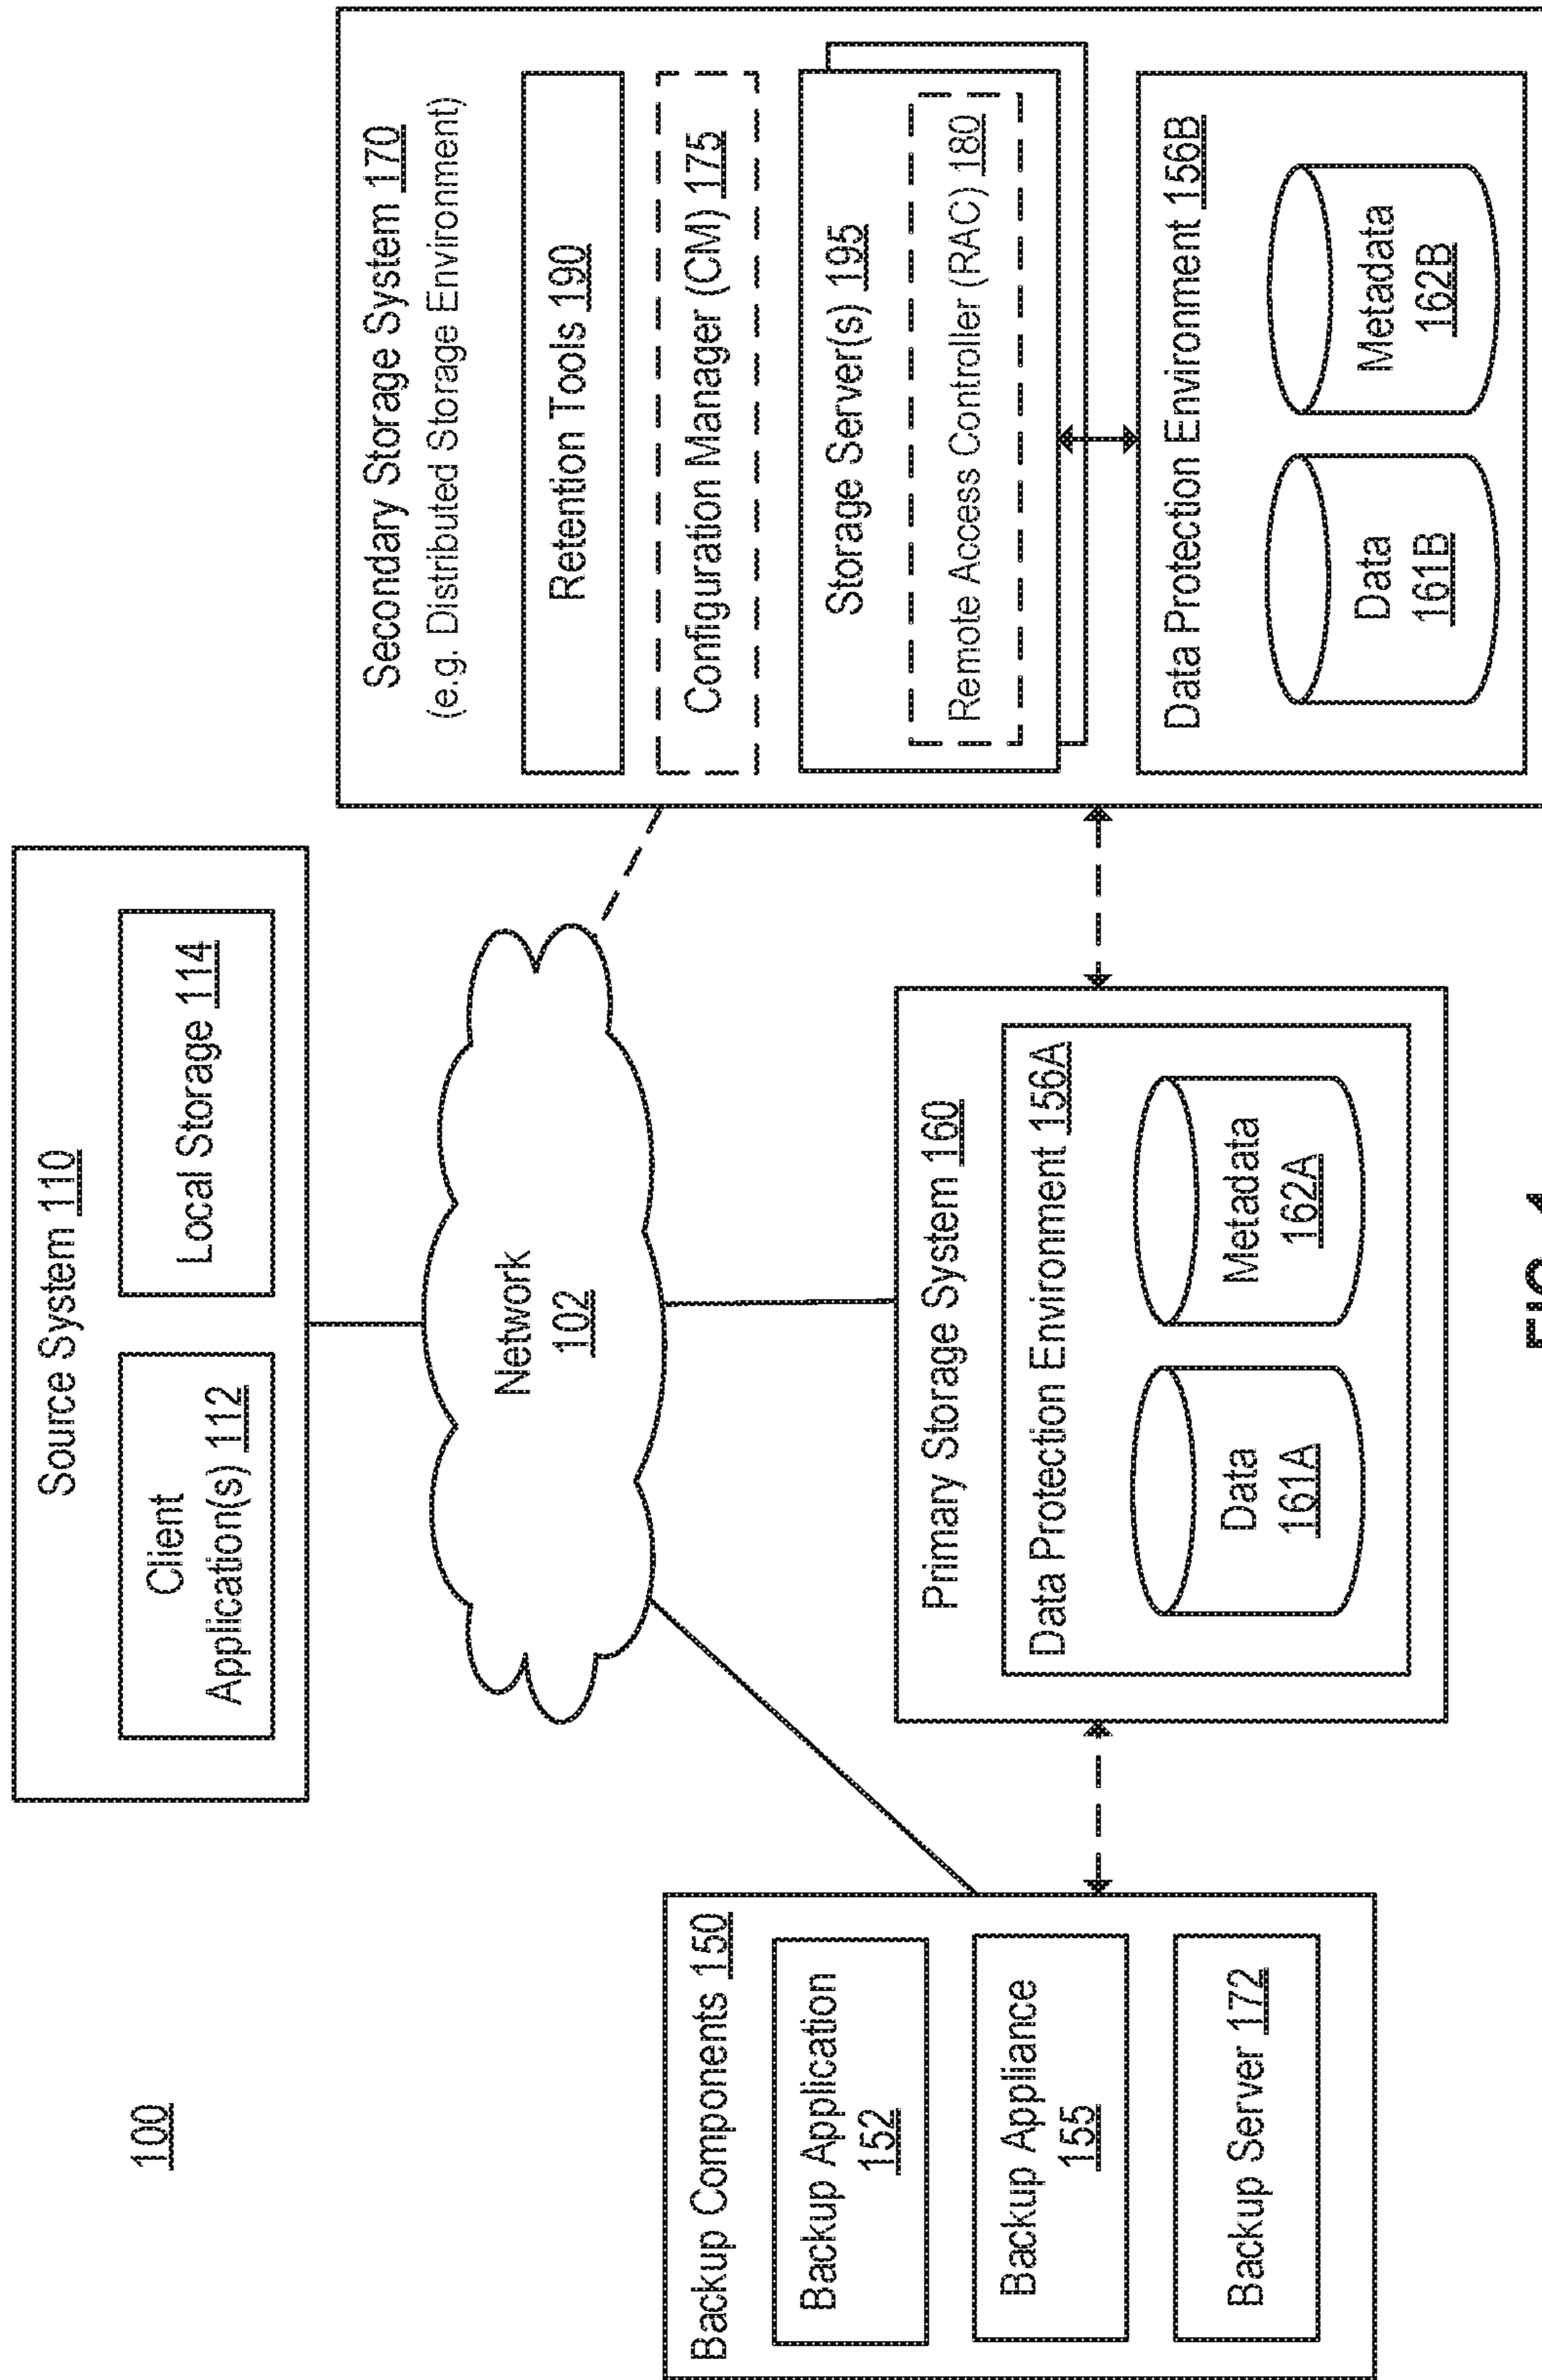 100
Source System 110
Client
Application(s) 112
Local Storage 114
Network
102
Backup Components 150
Backup Application
152
Backup Appliance
155
Backup Server 172
Primary Storage System 160
Data Protection Environment 156A
Data
161A
Metadata
162A
Secondary Storage System 170
(e.g. Distributed Storage Environment)
Retention Tools 190
Configuration Manager (CM) 175
Storage Server(s) 195
Remote Access Controller (RAC) 180
Data Protection Environment 156B
Data
161B
Metadata
162B
FIG. 1